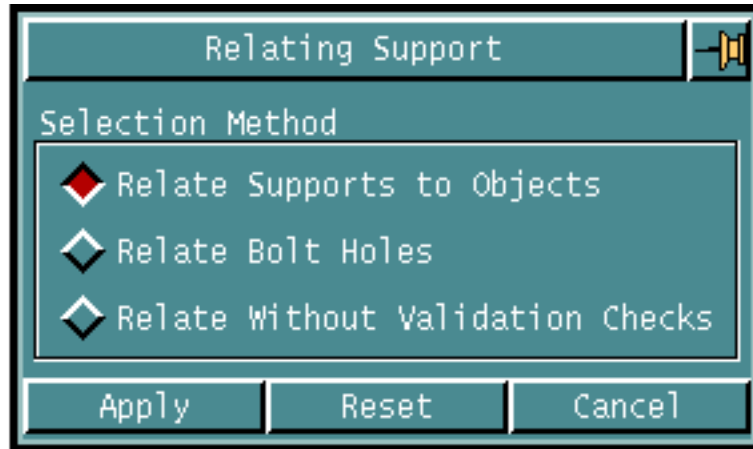 Relating Support
Selection Method
Relate Supports to Objects
Relate Bolt Holes
Relate Without Validation Checks
Apply Reset Cancel